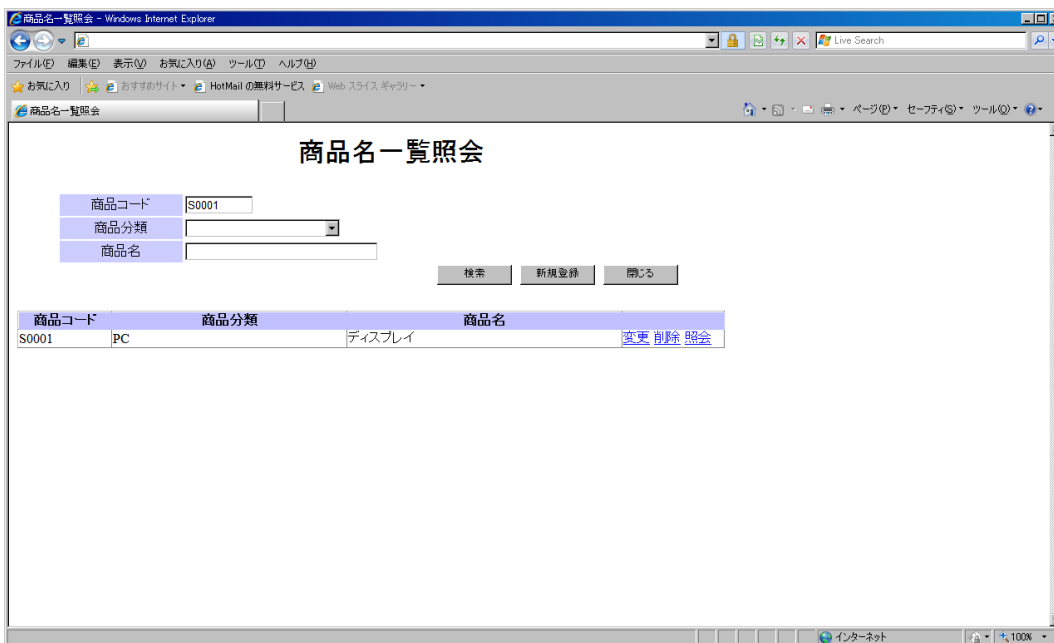 商品名一覧照会 - Windows Internet Explorer
Live Search
ファイル(F) 編集(E) 表示(V) お気に入り(A) ツール(T) ヘルプ(H)
お気に入り おすすめサイト HotMail の無料サービス Web スライス ギャラリー
商品名一覧照会 ページ(P) セーフティ(S) ツール(O)
商品名一覧照会
商品コード S0001
商品分類
商品名
検索 新規登録 閉じる
商品コード 商品分類 商品名
S0001 PC ディスプレイ 変更 削除 照会
インターネット 100%